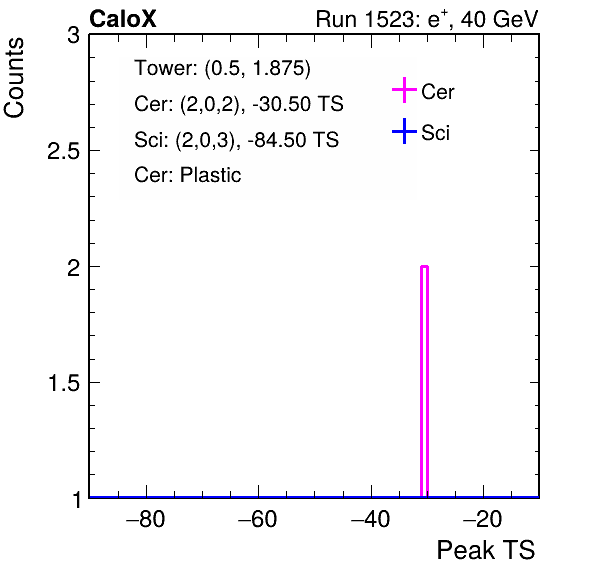 CaloX Run 1523: e⁺, 40 GeV
Counts
Tower: (0.5, 1.875)
Cer: (2,0,2), -30.50 TS
Sci: (2,0,3), -84.50 TS
Cer: Plastic
Cer
Sci
3
2.5
2
1.5
1
−80 −60 −40 −20
Peak TS